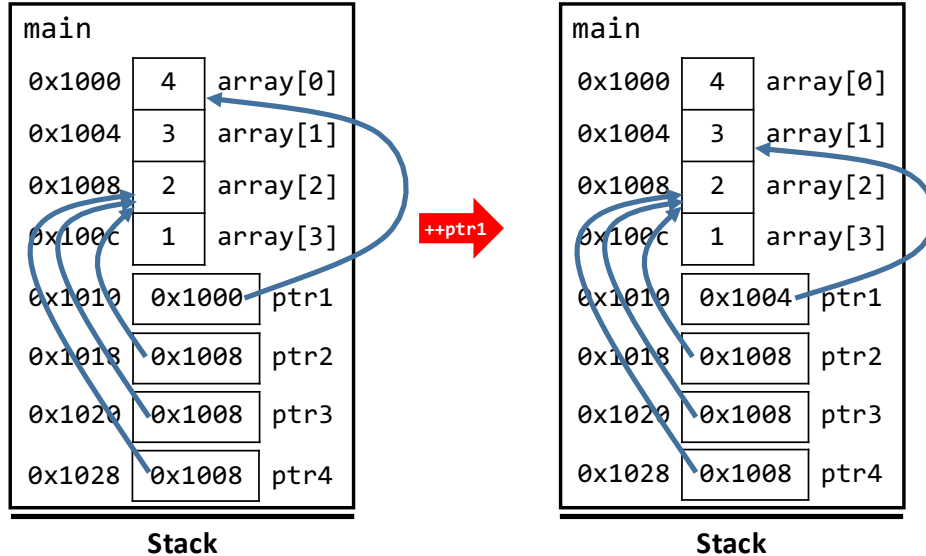 main
0x1000 4 array[0]
0x1004 3 array[1]
0x1008 2 array[2]
0x100c 1 array[3]
0x1010 0x1000 ptr1
0x1018 0x1008 ptr2
0x1020 0x1008 ptr3
0x1028 0x1008 ptr4
Stack
++ptr1
main
0x1000 4 array[0]
0x1004 3 array[1]
0x1008 2 array[2]
0x100c 1 array[3]
0x1010 0x1004 ptr1
0x1018 0x1008 ptr2
0x1020 0x1008 ptr3
0x1028 0x1008 ptr4
Stack